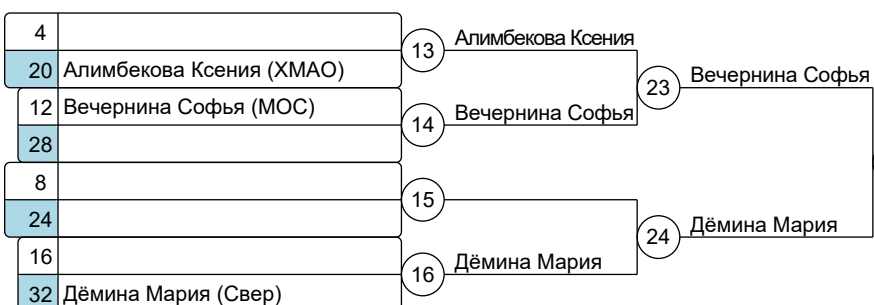 4
20 Алимбекова Ксения (ХМАО)
12 Вечернина Софья (МОС)
28
8
24
16
32 Дёмина Мария (Свер)
13 Алимбекова Ксения
14 Вечернина Софья
15
16 Дёмина Мария
23 Вечернина Софья
24 Дёмина Мария